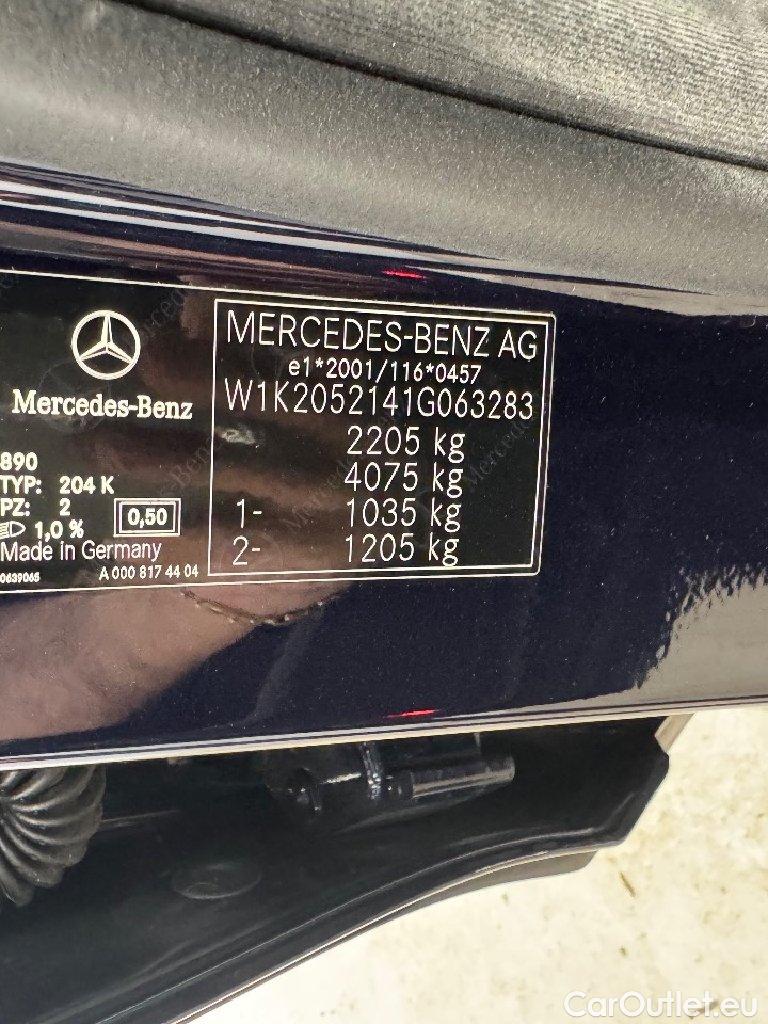 MERCEDES-BENZ AG
e1*2001/116*0457
W1K2052141G063283
2205 kg
4075 kg
1- 1035 kg
2- 1205 kg
Mercedes-Benz
890
TYP: 204 K
PZ: 2
1,0 % 0,50
Made in Germany
0639065 A 000 817 44 04
CarOutlet.eu